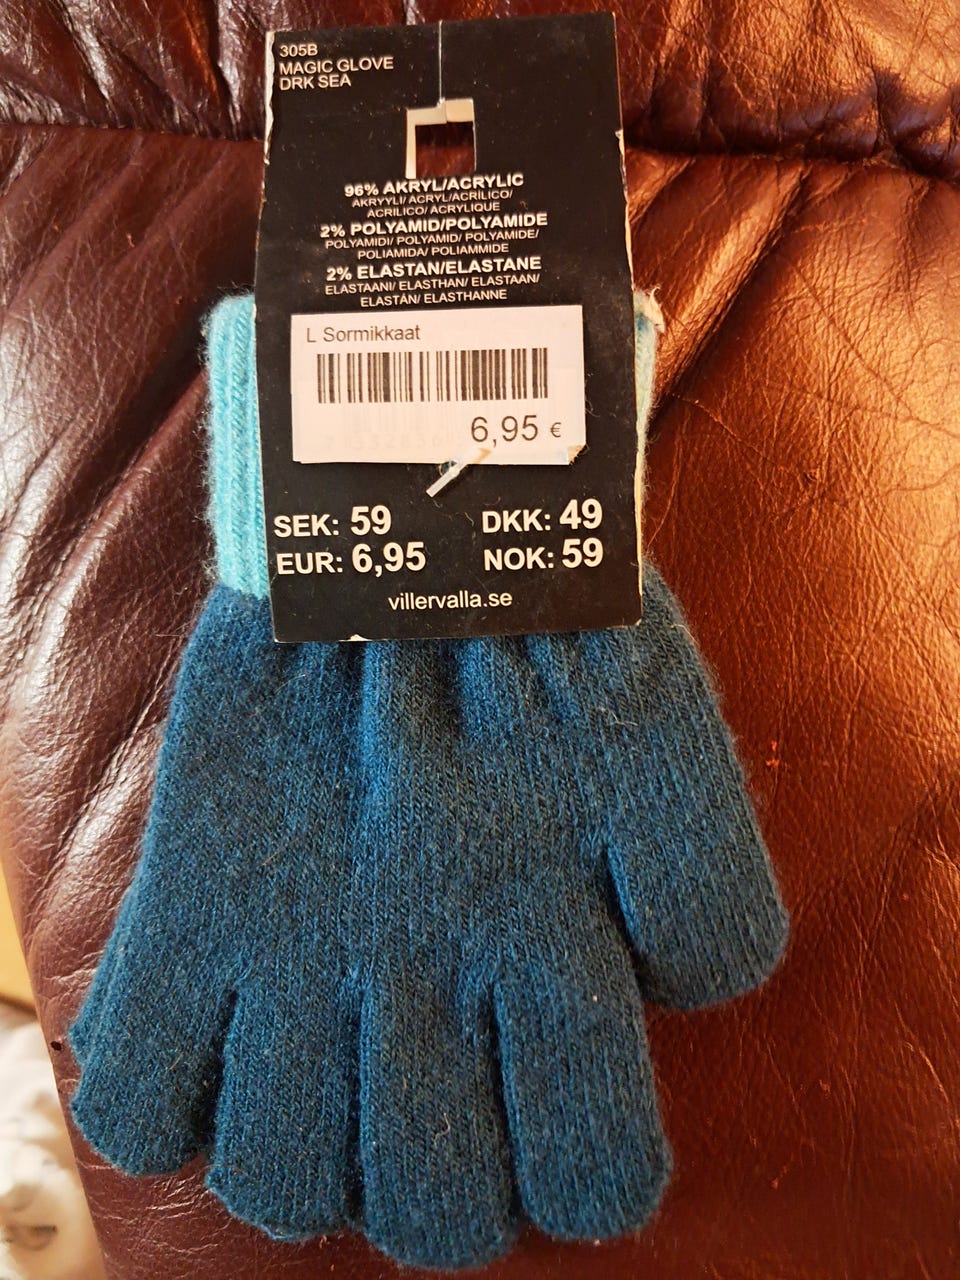 305B
MAGIC GLOVE
DRK SEA
96% AKRYL/ACRYLIC
AKRYYLI/ ACRYL/ACRÍLICO/
ACRILICO/ ACRYLIQUE
2% POLYAMID/POLYAMIDE
POLYAMIDI/ POLYAMID/ POLYAMIDE/
POLIAMIDA/ POLIAMMIDE
2% ELASTAN/ELASTANE
ELASTAANI/ ELASTHAN/ ELASTAAN/
ELASTÁN/ ELASTHANNE
L Sormikkaat
6,95 €
SEK: 59 DKK: 49
EUR: 6,95 NOK: 59
villervalla.se